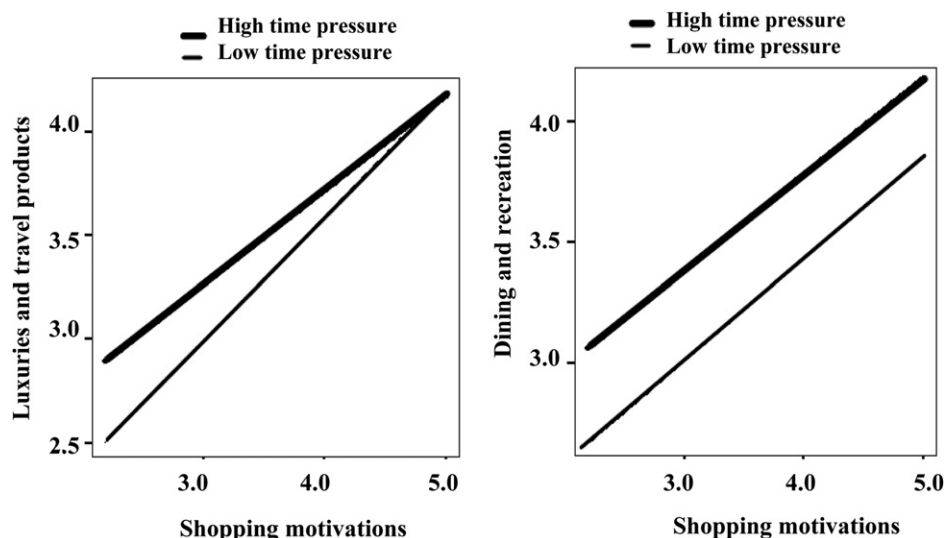 High time pressure
Low time pressure
Luxuries and travel products
4.0
3.5
3.0
2.5
3.0 4.0 5.0
Shopping motivations
High time pressure
Low time pressure
Dining and recreation
4.0
3.5
3.0
3.0 4.0 5.0
Shopping motivations